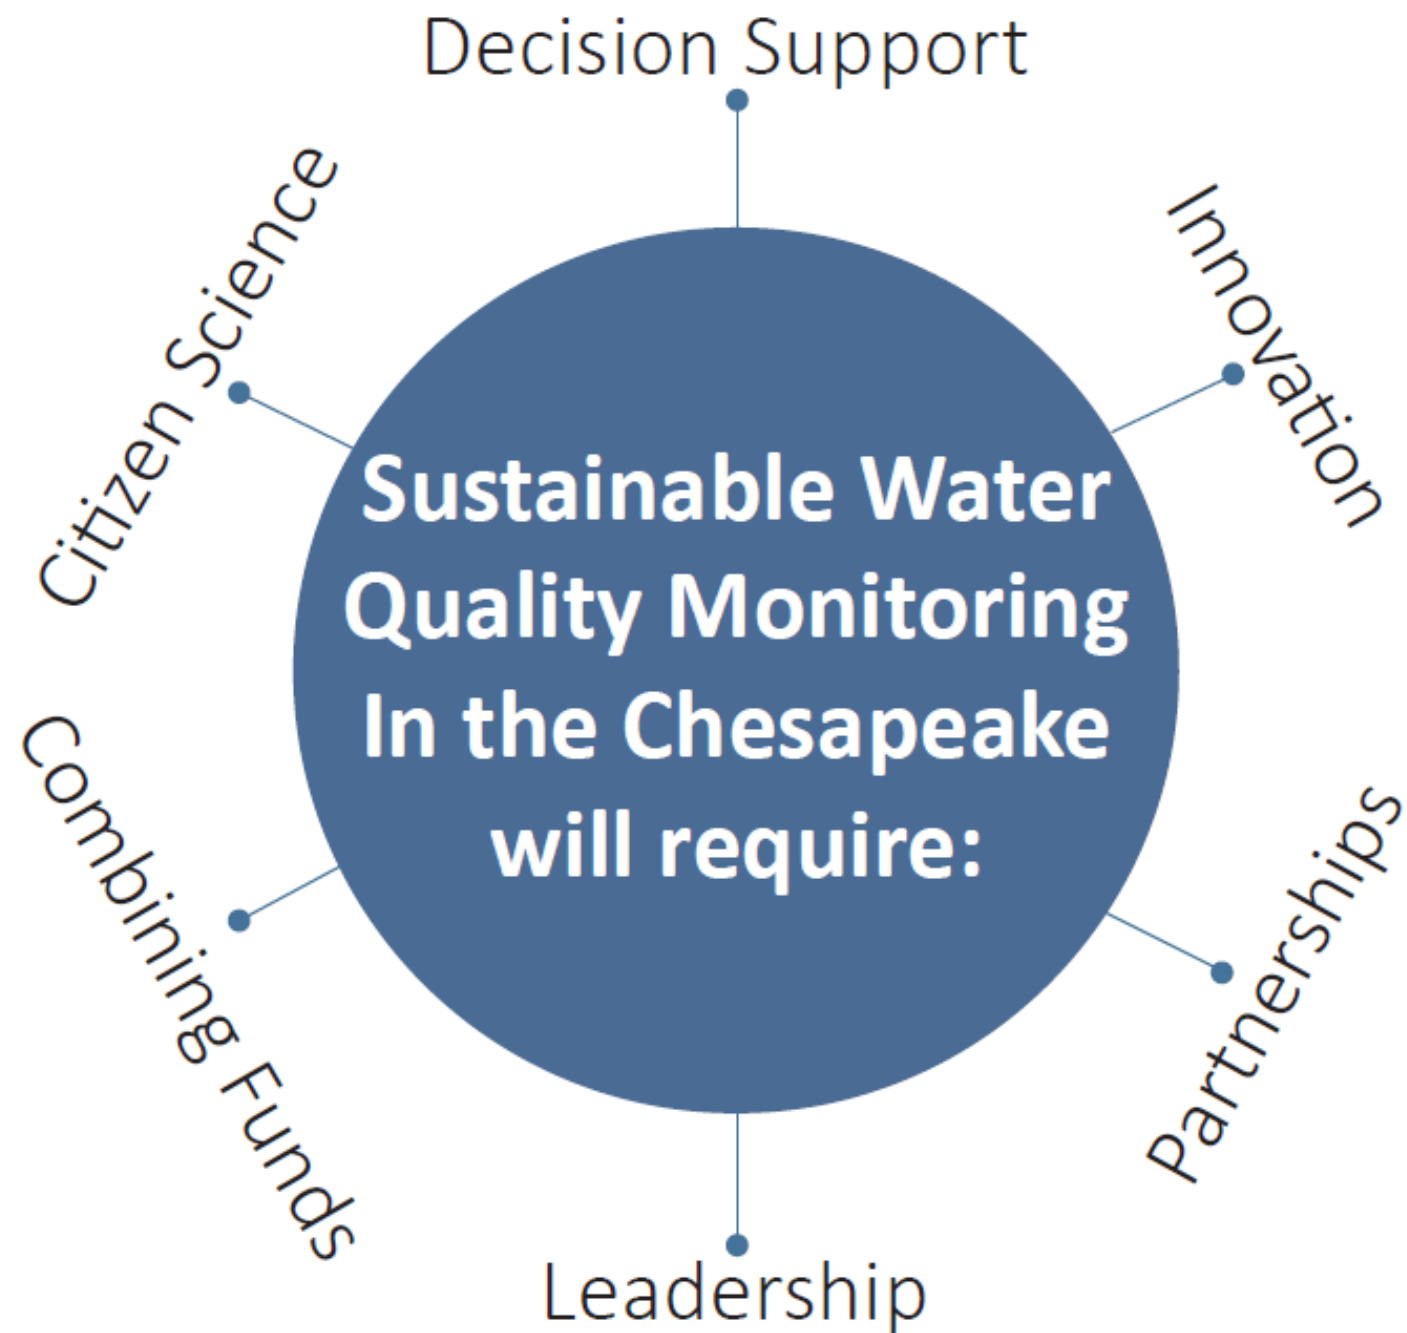 Decision Support
Innovation
Partnerships
Leadership
Combining Funds
Citizen Science
Sustainable Water
Quality Monitoring
In the Chesapeake
will require: